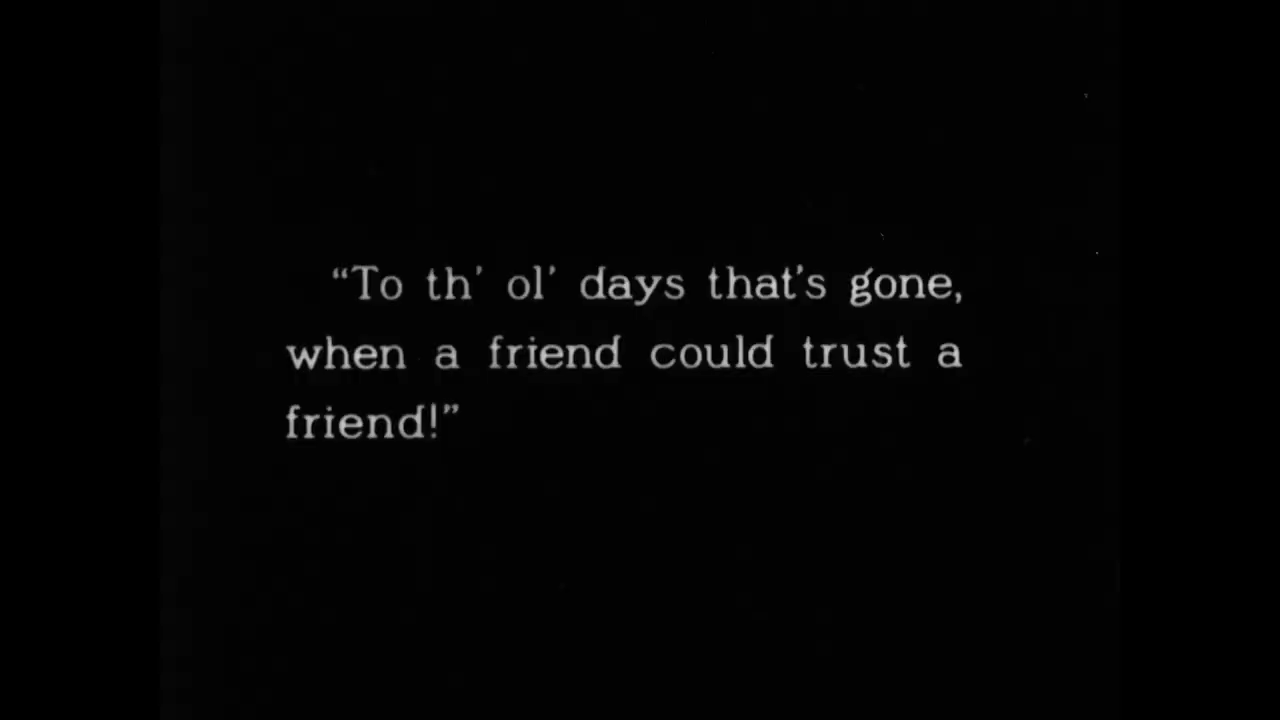 “To th’ ol’ days that’s gone,
when a friend could trust a
friend!”